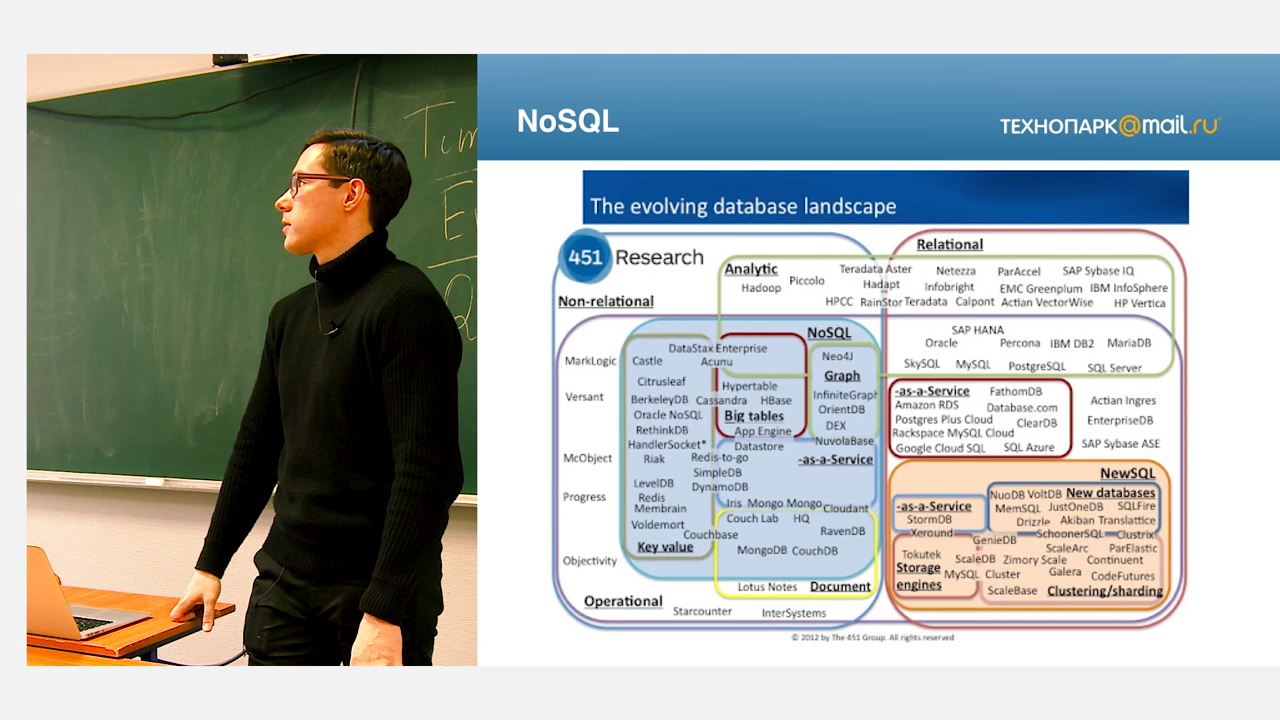 Tim
E
Q
NoSQL
ТЕХНОПАРК@mail.ru
The evolving database landscape
451 Research
Relational
Analytic
Teradata Aster Netezza ParAccel SAP Sybase IQ
Hadoop Piccolo Hadapt Infobright EMC Greenplum IBM InfoSphere
HPCC RainStor Teradata Calpont Actian VectorWise HP Vertica
Non-relational
NoSQL
SAP HANA
Oracle Percona IBM DB2 MariaDB
SkySQL MySQL PostgreSQL SQL Server
MarkLogic
Versant
McObject
Progress
Objectivity
DataStax Enterprise
Castle Acunu
Citrusleaf
BerkeleyDB
Oracle NoSQL
RethinkDB
HandlerSocket*
Riak
LevelDB
Redis
Membrain
Voldemort
Couchbase
Key value
Hypertable
Cassandra HBase
Big tables
App Engine
Datastore
Redis-to-go
SimpleDB
DynamoDB
-as-a-Service
Neo4J
Graph
InfiniteGraph
OrientDB
DEX
NuvolaBase
Iris Mongo Mongo Cloudant
Couch Lab HQ
RavenDB
MongoDB CouchDB
Lotus Notes Document
Operational
Starcounter InterSystems
-as-a-Service FathomDB
Amazon RDS Database.com
Postgres Plus Cloud ClearDB
Rackspace MySQL Cloud
Google Cloud SQL SQL Azure
Actian Ingres
EnterpriseDB
SAP Sybase ASE
NewSQL
-as-a-Service
StormDB
Xeround
NuoDB VoltDB New databases
MemSQL JustOneDB SQLFire
Drizzle Akiban Translattice
SchoonerSQL Clustrix
GenieDB
ScaleArc ParElastic
Tokutek
Storage
engines
ScaleDB Zimory Scale Continuent
MySQL Cluster Galera CodeFutures
ScaleBase Clustering/sharding
© 2012 by The 451 Group. All rights reserved